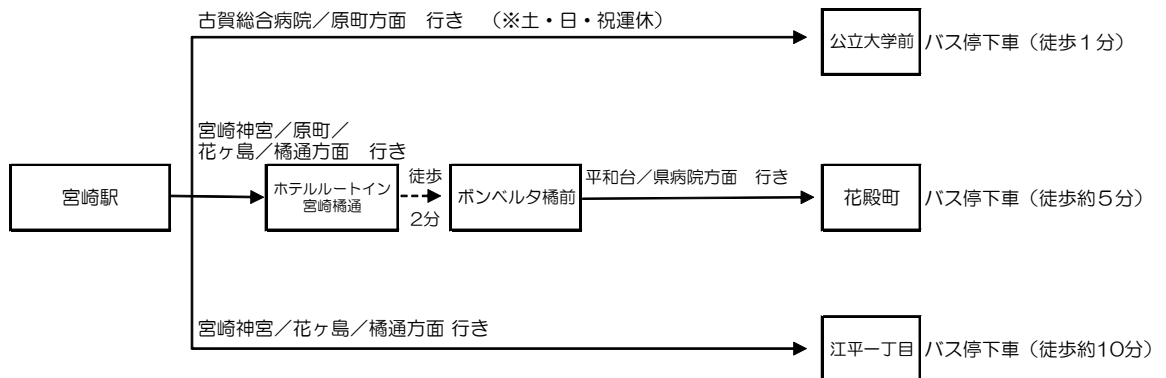 古賀総合病院／原町方面　行き　（※土・日・祝運休）
公立大学前
バス停下車（徒歩１分）
宮崎神宮／原町／
花ヶ島／橘通方面　行き
宮崎駅
ホテルルートイン
宮崎橘通
徒歩
2分
ボンベルタ橘前
平和台／県病院方面　行き
花殿町
バス停下車（徒歩約５分）
宮崎神宮／花ヶ島／橘通方面 行き
江平一丁目
バス停下車（徒歩約10分）